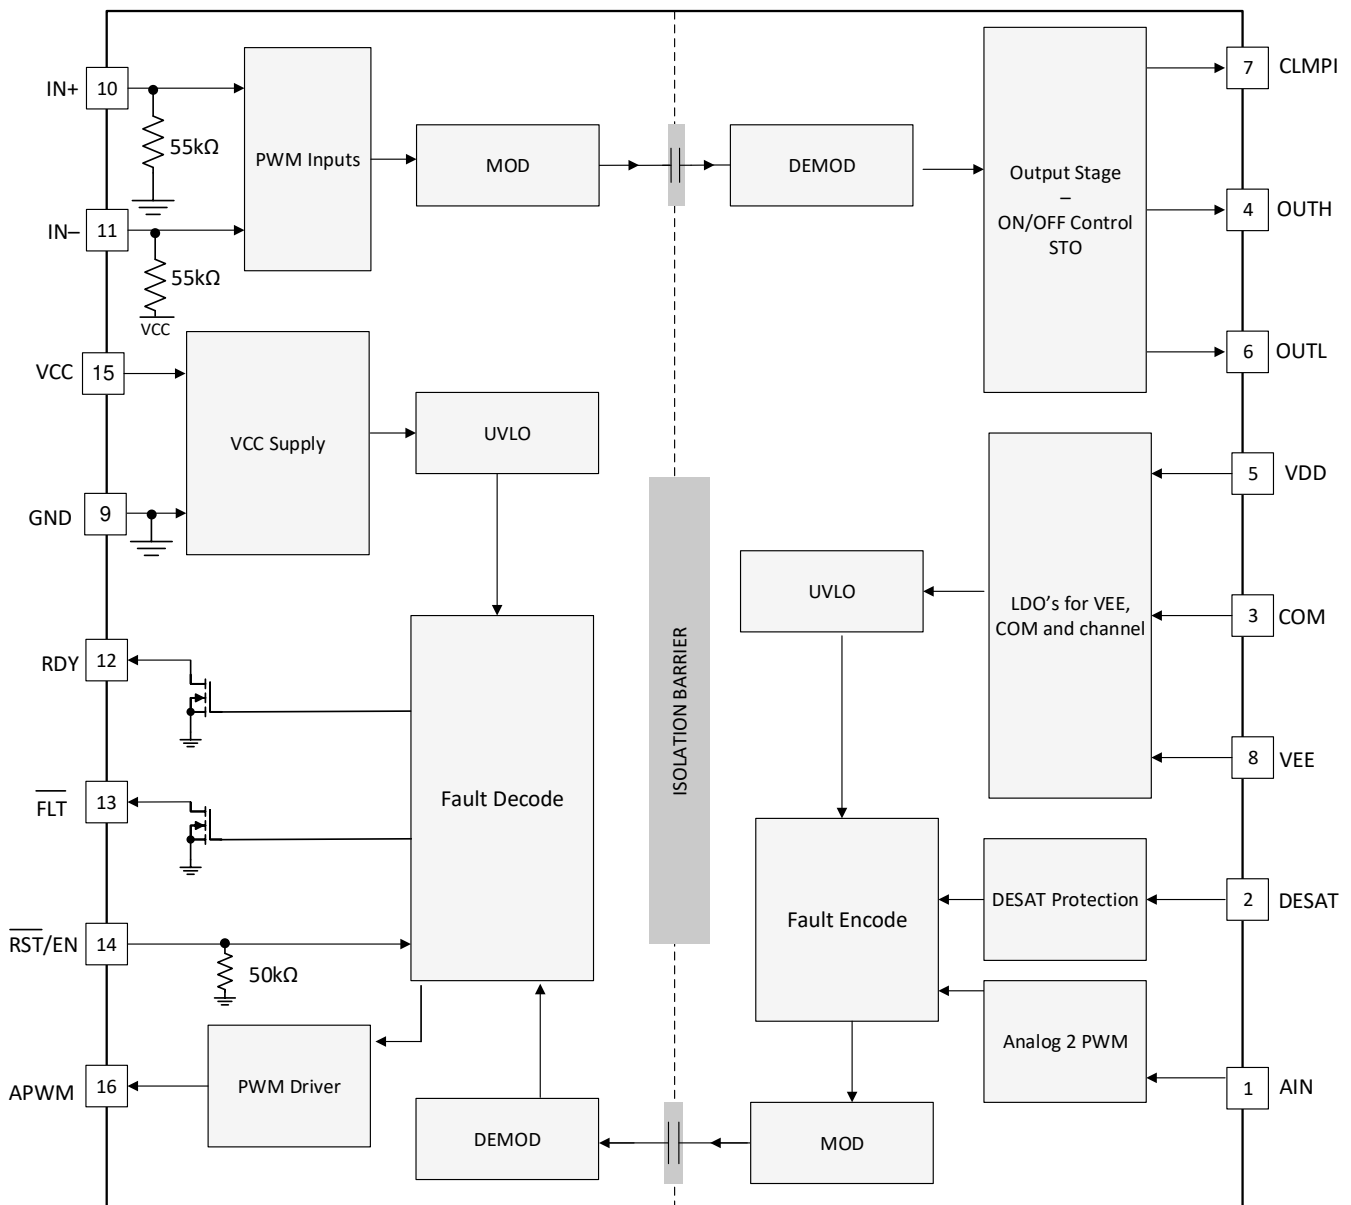 IN+
10
55kΩ
IN–
11
55kΩ
VCC
PWM Inputs
MOD
DEMOD
Output Stage
–
ON/OFF Control
STO
7
CLMPI
4
OUTH
6
OUTL
VCC
15
GND
9
VCC Supply
UVLO
5
VDD
3
COM
8
VEE
LDO's for VEE,
COM and channel
UVLO
ISOLATION BARRIER
RDY
12
FLT
13
RST/EN
14
50kΩ
Fault Decode
Fault Encode
DESAT Protection
2
DESAT
Analog 2 PWM
1
AIN
APWM
16
PWM Driver
DEMOD
MOD